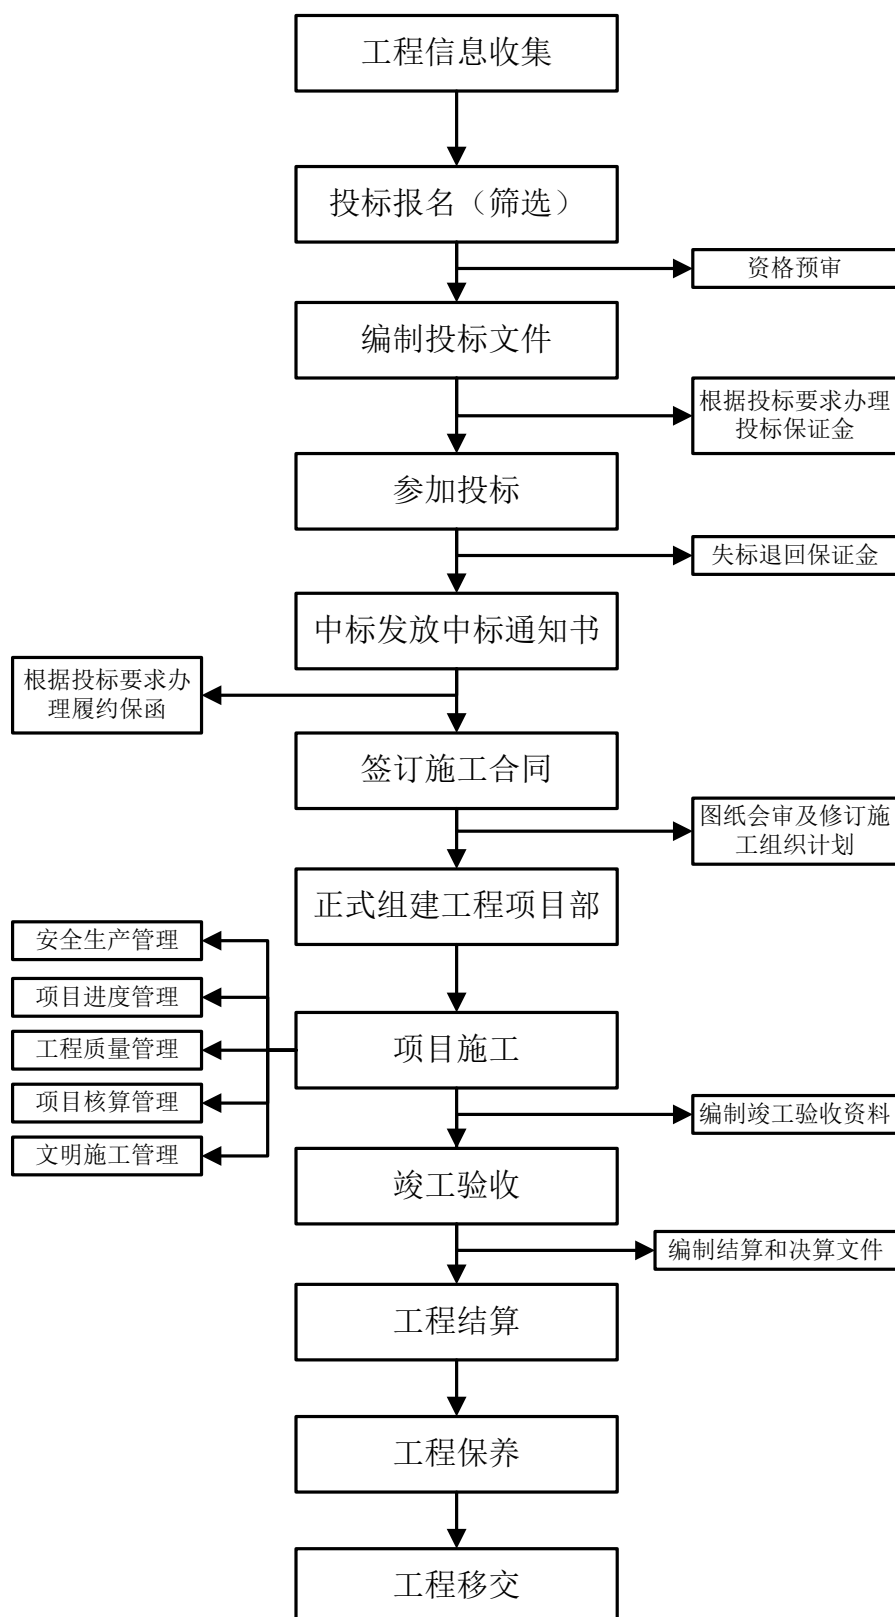 工程信息收集
投标报名（筛选）
资格预审
编制投标文件
根据投标要求办理
投标保证金
参加投标
失标退回保证金
中标发放中标通知书
根据投标要求办
理履约保函
签订施工合同
图纸会审及修订施
工组织计划
正式组建工程项目部
安全生产管理
项目进度管理
项目施工
工程质量管理
项目核算管理
编制竣工验收资料
文明施工管理
竣工验收
编制结算和决算文件
工程结算
工程保养
工程移交